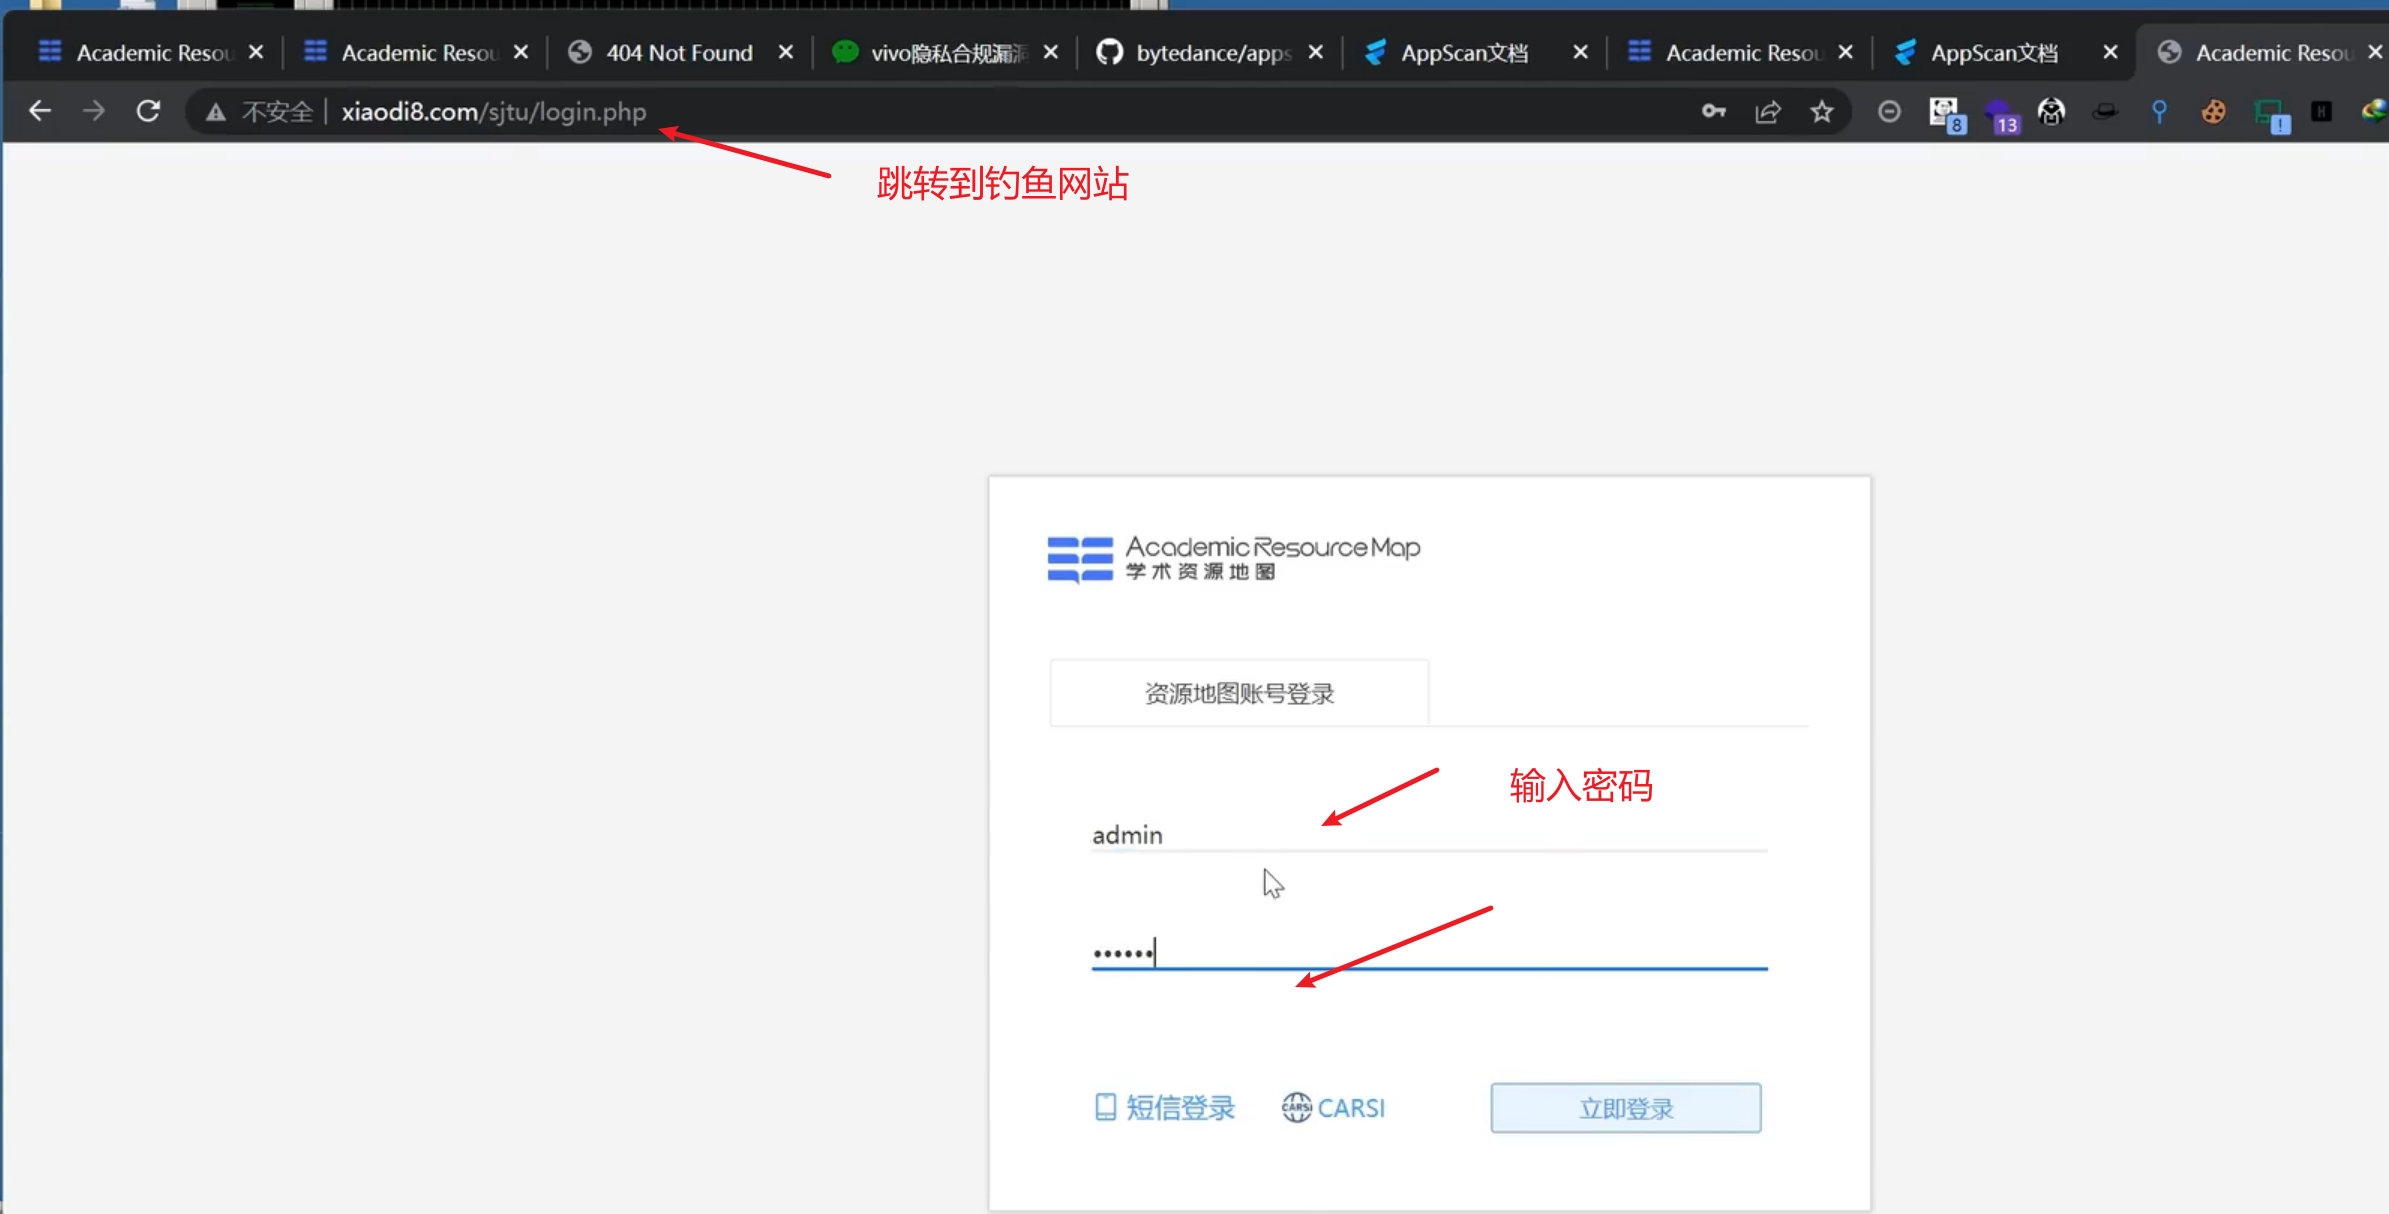 Academic Resou
Academic Resou
404 Not Found
vivo隐私合规漏洞
bytedance/apps
AppScan文档
Academic Resou
AppScan文档
Academic Resou
不安全 | xiaodi8.com/sjtu/login.php
8
13
!
H
跳转到钓鱼网站
Academic Resource Map
学术资源地图
资源地图账号登录
输入密码
admin
••••••
短信登录
CARSI CARSI
立即登录